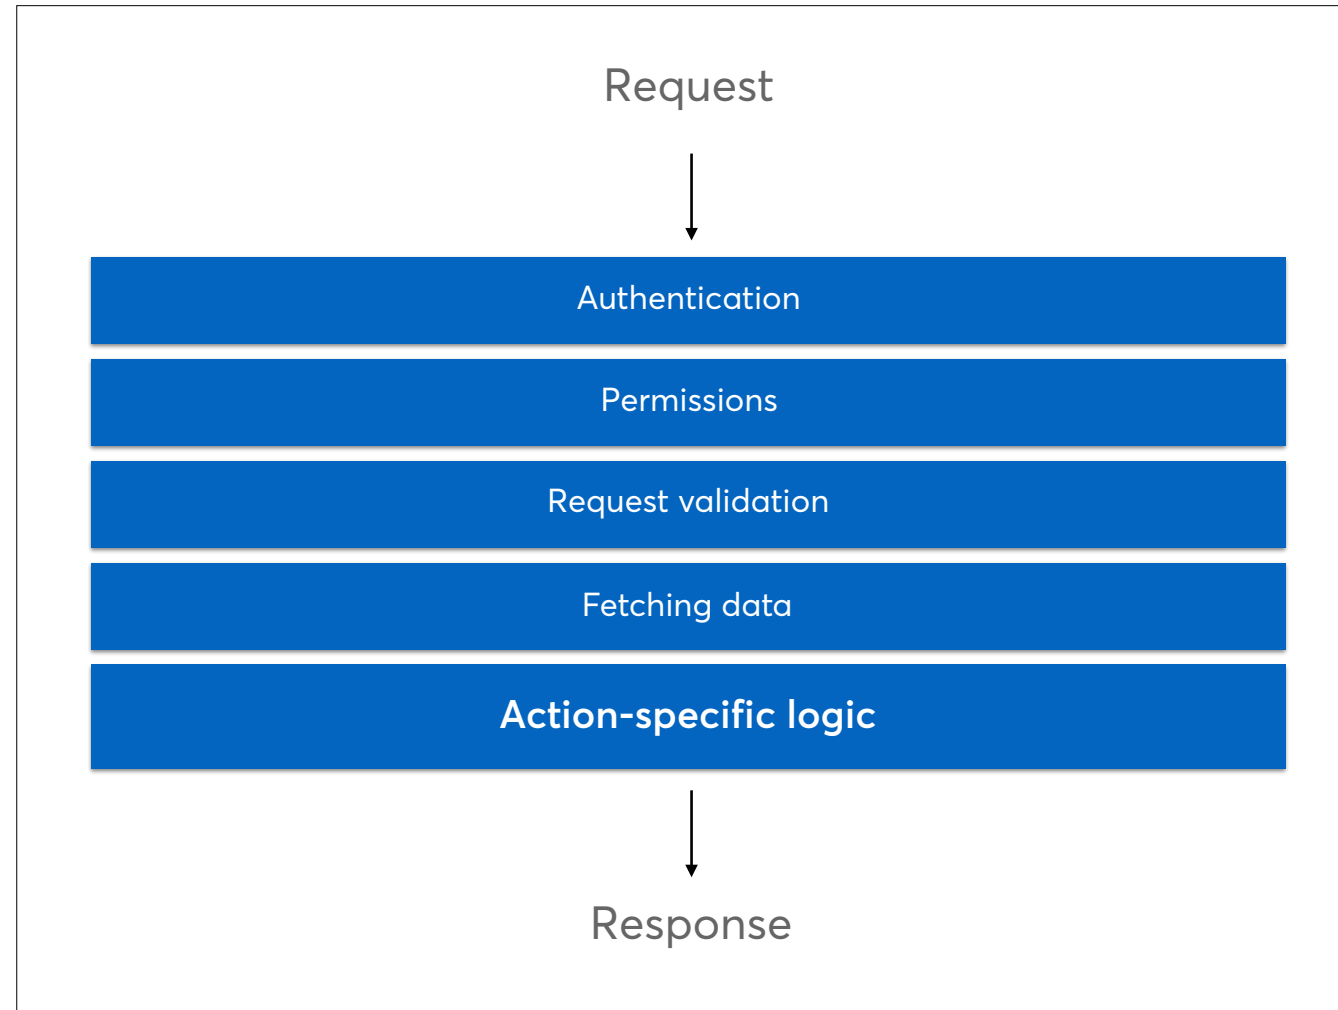 Request
Authentication
Permissions
Request validation
Fetching data
Action-specific logic
Response